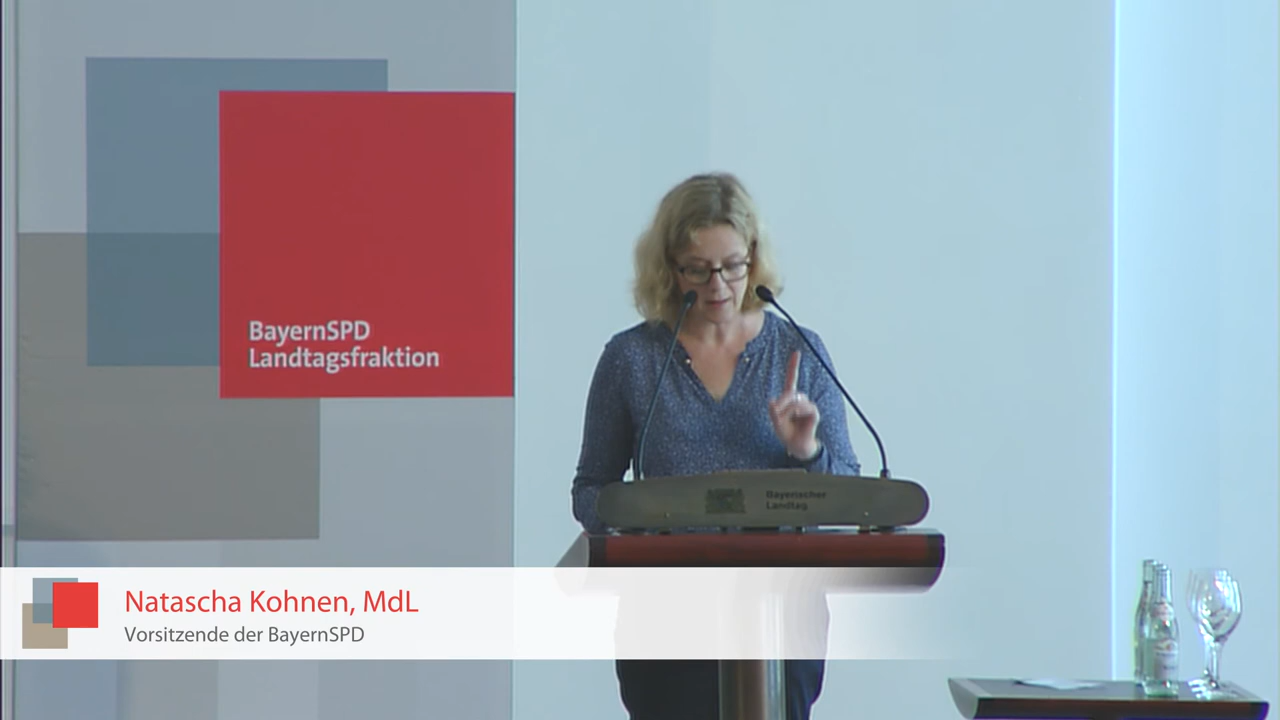 BayernSPD
Landtagsfraktion
Bayerischer
Landtag
Natascha Kohnen, MdL
Vorsitzende der BayernSPD